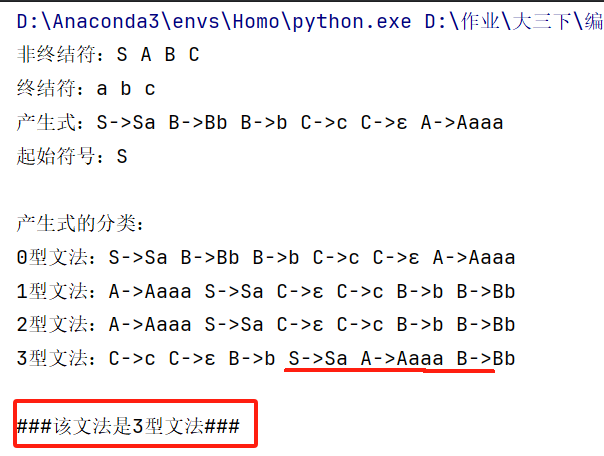 D:\Anaconda3\envs\Homo\python.exe D:\作业\大三下\编
非终结符：S A B C
终结符：a b c
产生式：S->Sa B->Bb B->b C->c C->ε A->Aaaa
起始符号：S
产生式的分类：
0型文法：S->Sa B->Bb B->b C->c C->ε A->Aaaa
1型文法：A->Aaaa S->Sa C->ε C->c B->b B->Bb
2型文法：A->Aaaa S->Sa C->ε C->c B->b B->Bb
3型文法：C->c C->ε B->b S->Sa A->Aaaa B->Bb
###该文法是3型文法###